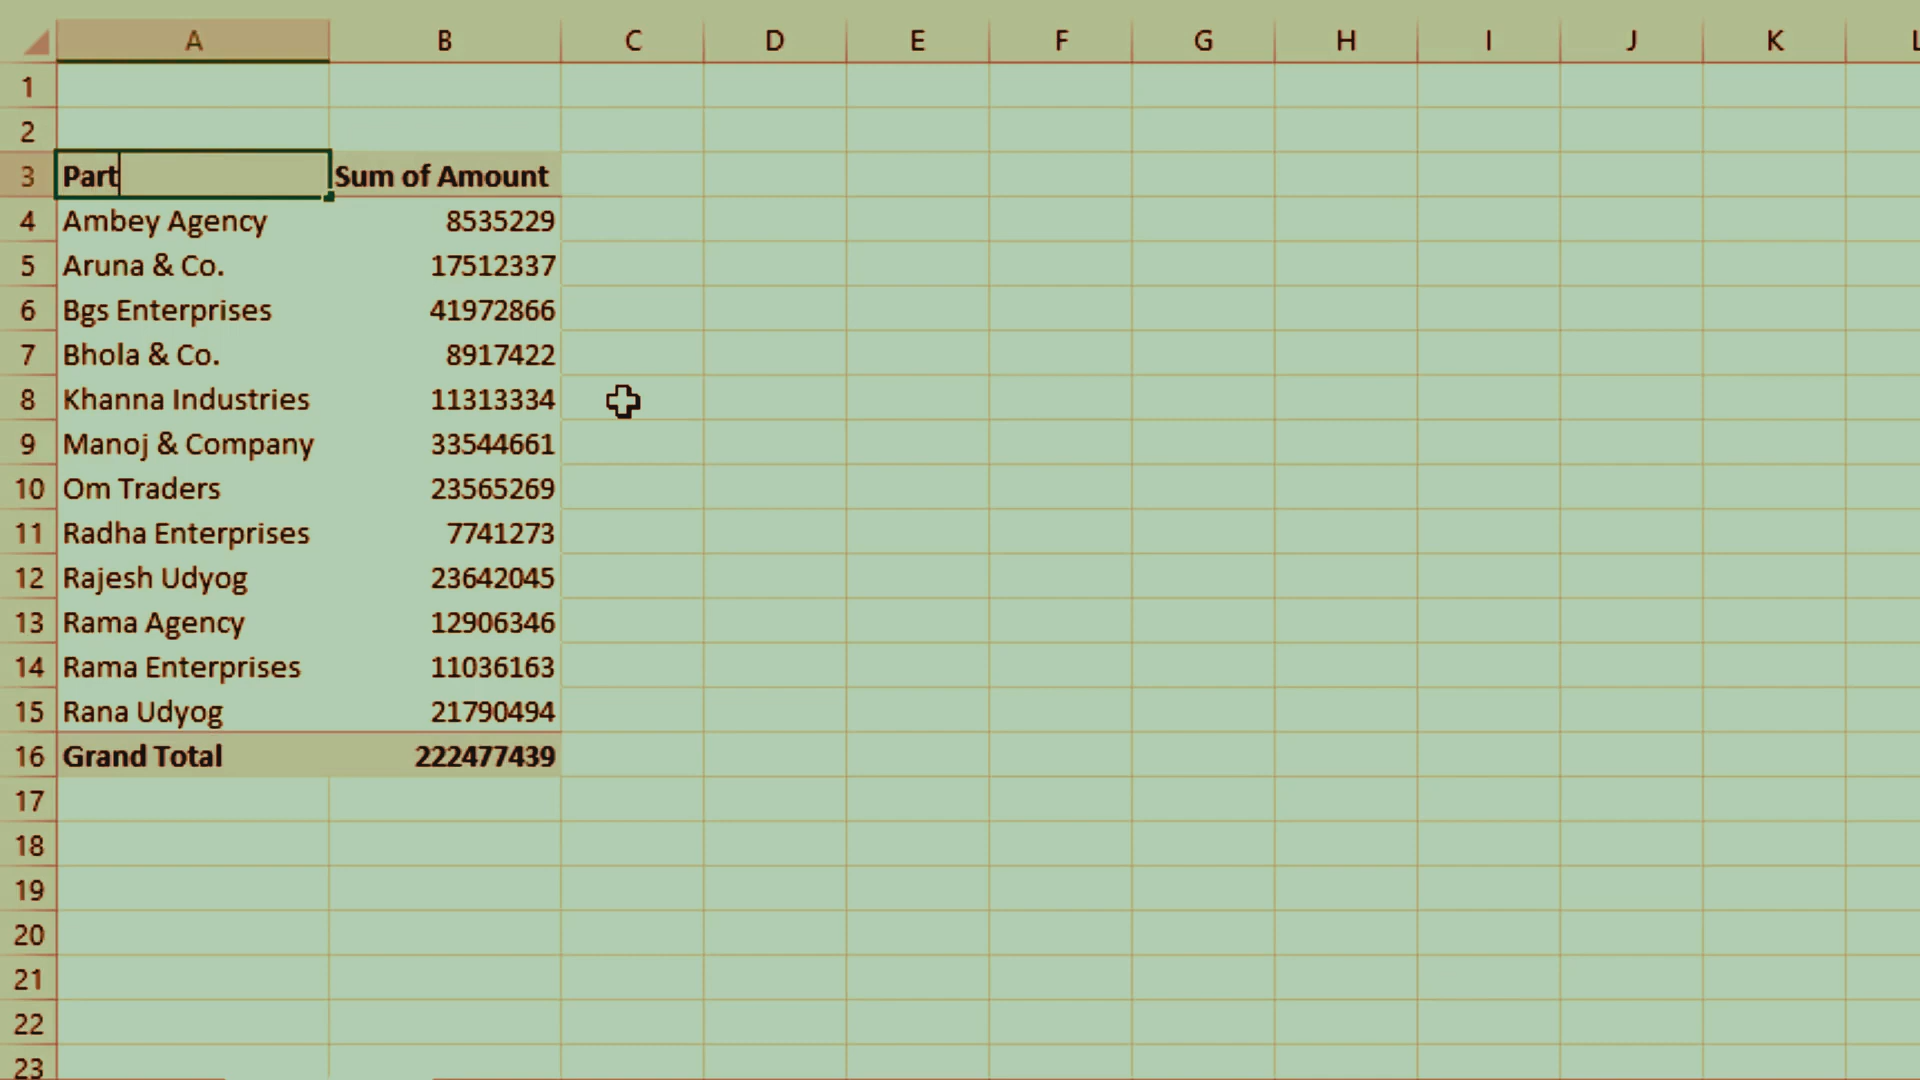 A B C D E F G H I J K L
1
2
3 Part Sum of Amount
4 Ambey Agency 8535229
5 Aruna & Co. 17512337
6 Bgs Enterprises 41972866
7 Bhola & Co. 8917422
8 Khanna Industries 11313334
9 Manoj & Company 33544661
10 Om Traders 23565269
11 Radha Enterprises 7741273
12 Rajesh Udyog 23642045
13 Rama Agency 12906346
14 Rama Enterprises 11036163
15 Rana Udyog 21790494
16 Grand Total 222477439
17
18
19
20
21
22
23